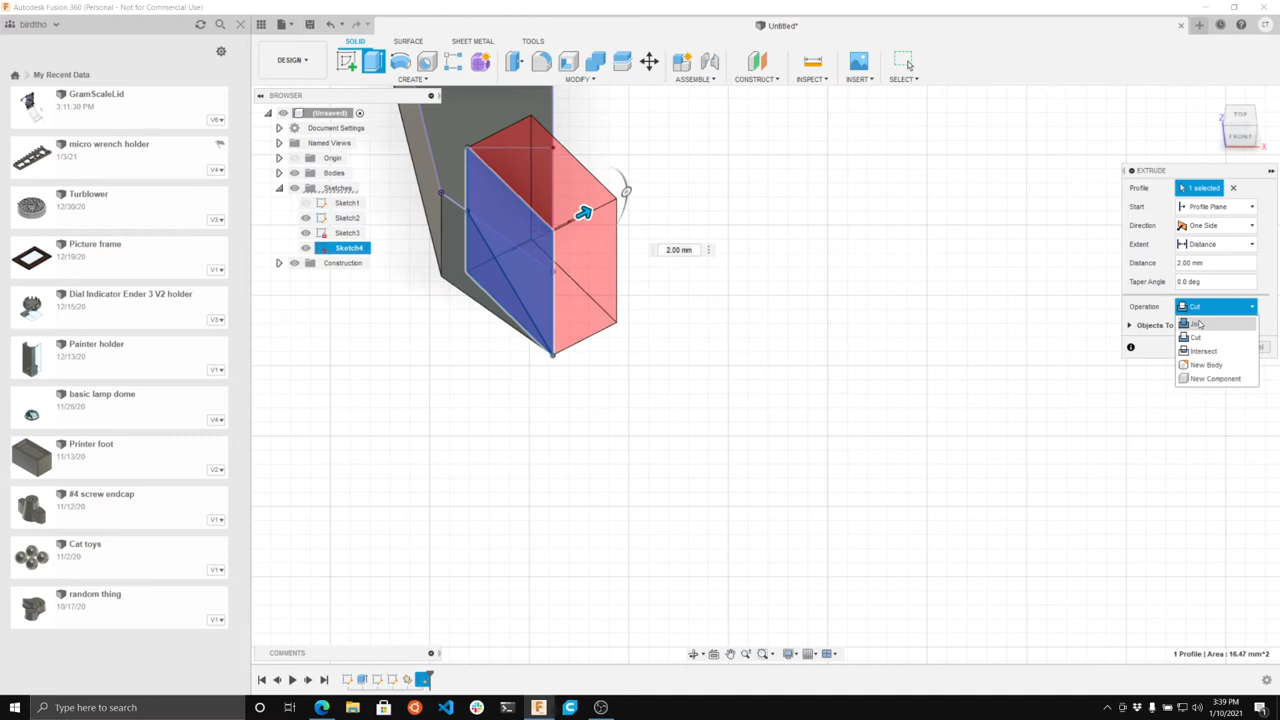 Autodesk Fusion 360 (Personal - Not for Commercial Use)
birdtho
Untitled*
CT
My Recent Data
GramScaleLid
3:11:30 PM
V6
micro wrench holder
1/3/21
V4
Turblower
12/30/20
V3
Picture frame
12/19/20
V1
Dial Indicator Ender 3 V2 holder
12/15/20
V3
Painter holder
12/13/20
V1
basic lamp dome
11/26/20
V4
Printer foot
11/13/20
V2
#4 screw endcap
11/12/20
V1
Cat toys
11/2/20
V1
random thing
10/17/20
V1
DESIGN
SOLID SURFACE SHEET METAL TOOLS
CREATE MODIFY ASSEMBLE CONSTRUCT INSPECT INSERT SELECT
BROWSER
(Unsaved)
Document Settings
Named Views
Origin
Bodies
Sketches
Sketch1
Sketch2
Sketch3
Sketch4
Construction
2.00 mm
TOP
FRONT
Z
X
EXTRUDE
Profile 1 selected
Start Profile Plane
Direction One Side
Extent Distance
Distance 2.00 mm
Taper Angle 0.0 deg
Operation Cut
Objects To
Cut
Intersect
New Body
New Component
COMMENTS
1 Profile | Area : 16.47 mm^2
Type here to search
3:39 PM
1/10/2021